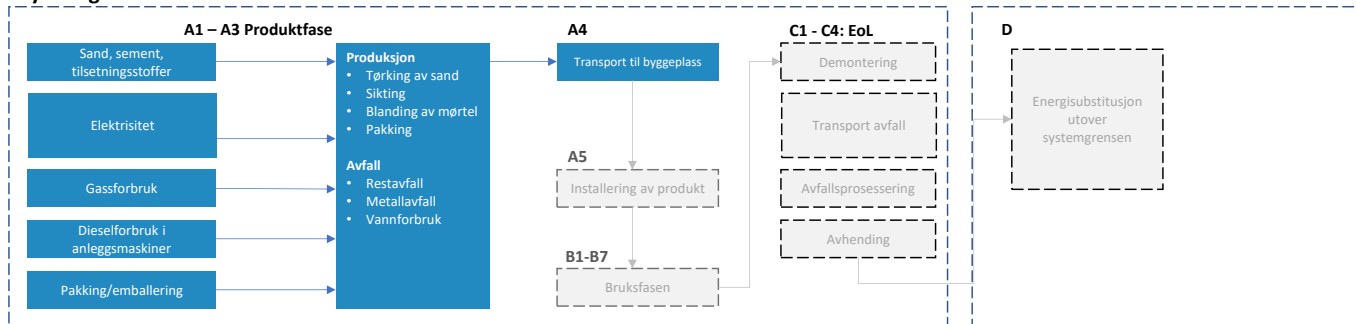 A1 – A3 Produktfase
Sand, sement,
tilsetningsstoffer
Elektrisitet
Gassforbruk
Dieselforbruk i
anleggsmaskiner
Pakking/emballering
Produksjon
• Tørking av sand
• Sikting
• Blanding av mørtel
• Pakking
Avfall
• Restavfall
• Metallavfall
• Vannforbruk
A4
Transport til byggeplass
A5
Installering av produkt
B1-B7
Bruksfasen
C1 - C4: EoL
Demontering
Transport avfall
Avfallsprosessering
Avhending
D
Energisubstitusjon
utover
systemgrensen